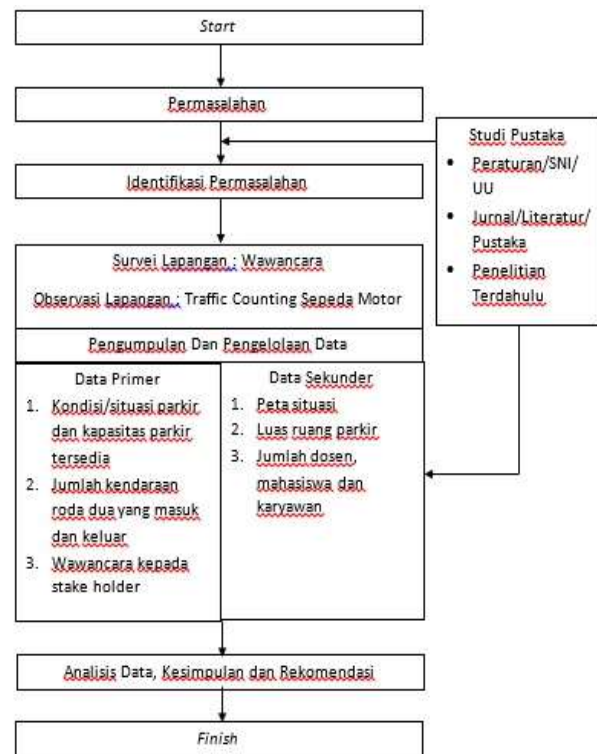 Start
Permasalahan
Studi Pustaka
• Peraturan/SNI/
UU
• Jurnal/Literatur/
Pustaka
• Penelitian
Terdahulu
Identifikasi Permasalahan
Survei Lapangan : Wawancara
Observasi Lapangan : Traffic Counting Sepeda Motor
Pengumpulan Dan Pengelolaan Data
Data Primer
1. Kondisi/situasi parkir
dan kapasitas parkir
tersedia
2. Jumlah kendaraan
roda dua yang masuk
dan keluar
3. Wawancara kepada
stake holder
Data Sekunder
1. Peta situasi
2. Luas ruang parkir
3. Jumlah dosen,
mahasiswa dan
karyawan
Analisis Data, Kesimpulan dan Rekomendasi
Finish